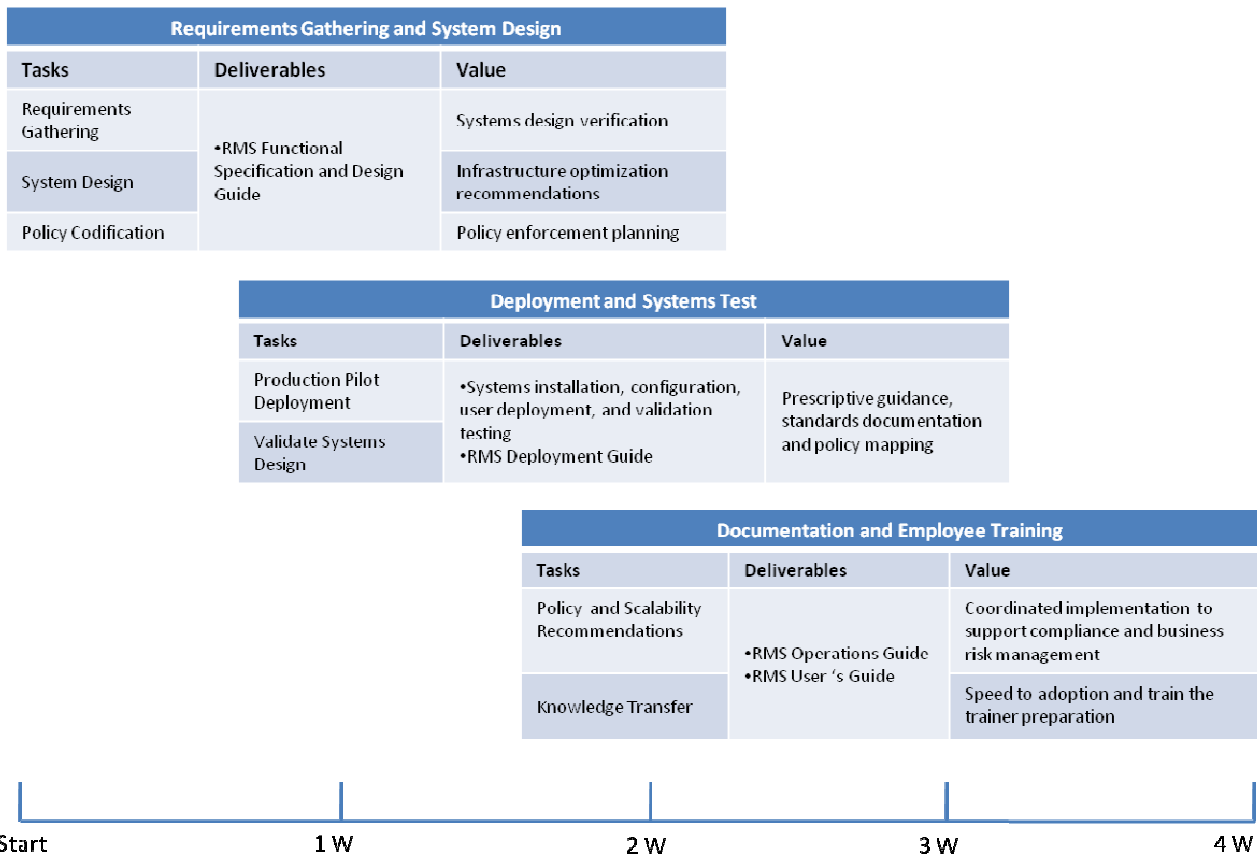 Requirements Gathering and System Design
Tasks
Deliverables
Value
Requirements
Gathering
•RMS Functional
Specification and Design
Guide
Systems design verification
System Design
Infrastructure optimization
recommendations
Policy Codification
Policy enforcement planning
Deployment and Systems Test
Tasks
Deliverables
Value
Production Pilot
Deployment
•Systems installation, configuration,
user deployment, and validation
testing
•RMS Deployment Guide
Prescriptive guidance,
standards documentation
and policy mapping
Validate Systems
Design
Documentation and Employee Training
Tasks
Deliverables
Value
Policy and Scalability
Recommendations
•RMS Operations Guide
•RMS User 's Guide
Coordinated implementation to
support compliance and business
risk management
Knowledge Transfer
Speed to adoption and train the
trainer preparation
Start
1 W
2 W
3 W
4 W